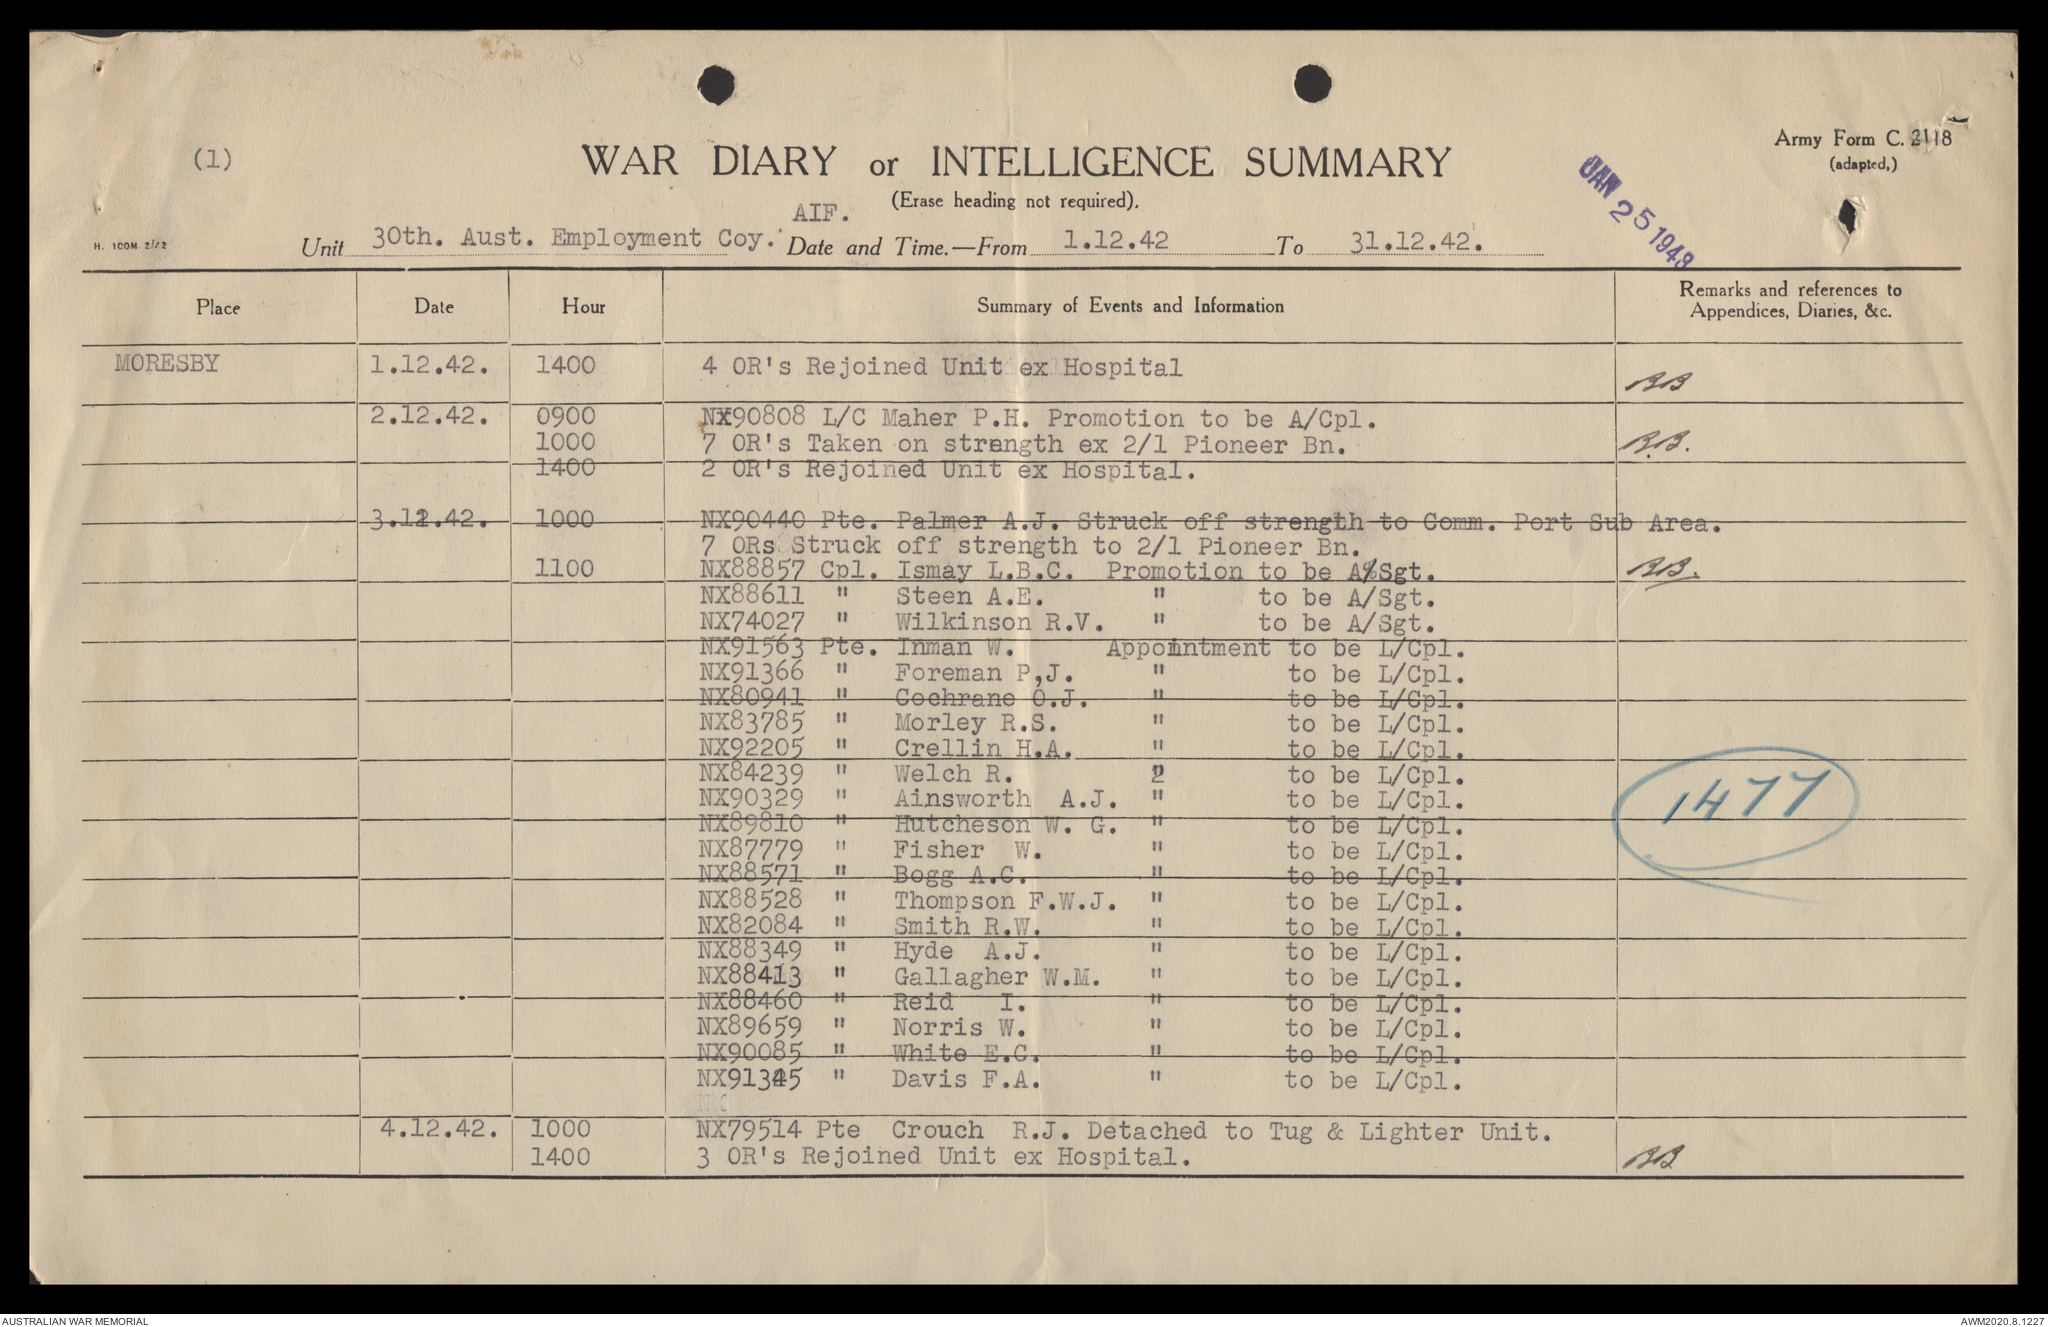 (1)
WAR DIARY or INTELLIGENCE SUMMARY
(Erase heading not required).
Army Form C. 2118
(adapted,)
JAN 25 1943
H. 100M 2/42
AIF.
Unit 30th. Aust. Employment Coy. Date and Time.—From 1.12.42 To 31.12.42.
Place Date Hour Summary of Events and Information Remarks and references to
Appendices, Diaries, &c.
MORESBY 1.12.42. 1400 4 OR's Rejoined Unit ex Hospital BB
2.12.42. 0900 NX90808 L/C Maher P.H. Promotion to be A/Cpl.
1000 7 OR's Taken on strength ex 2/1 Pioneer Bn. B.B.
1400 2 OR's Rejoined Unit ex Hospital.
3.12.42. 1000 NX90440 Pte. Palmer A.J. Struck off strength to Comm. Port Sub Area.
7 ORs Struck off strength to 2/1 Pioneer Bn.
1100 NX88857 Cpl. Ismay L.B.C. Promotion to be A/Sgt. BB.
NX88611 " Steen A.E. " to be A/Sgt.
NX74027 " Wilkinson R.V. " to be A/Sgt.
NX91563 Pte. Inman W. Appointment to be L/Cpl.
NX91366 " Foreman P,J. " to be L/Cpl.
NX80941 " Cochrane O.J. " to be L/Cpl.
NX83785 " Morley R.S. " to be L/Cpl.
NX92205 " Crellin H.A. " to be L/Cpl.
NX84239 " Welch R. " to be L/Cpl.
NX90329 " Ainsworth A.J. " to be L/Cpl.
1477
NX89810 " Hutcheson W. G. " to be L/Cpl.
NX87779 " Fisher W. " to be L/Cpl.
NX88571 " Bogg A.C. " to be L/Cpl.
NX88528 " Thompson F.W.J. " to be L/Cpl.
NX82084 " Smith R.W. " to be L/Cpl.
NX88349 " Hyde A.J. " to be L/Cpl.
NX88413 " Gallagher W.M. " to be L/Cpl.
NX88460 " Reid I. " to be L/Cpl.
NX89659 " Norris W. " to be L/Cpl.
NX90085 " White E.C. " to be L/Cpl.
NX91345 " Davis F.A. " to be L/Cpl.
4.12.42. 1000 NX79514 Pte Crouch R.J. Detached to Tug & Lighter Unit.
1400 3 OR's Rejoined Unit ex Hospital. BB
AUSTRALIAN WAR MEMORIAL
AWM2020.8.1227